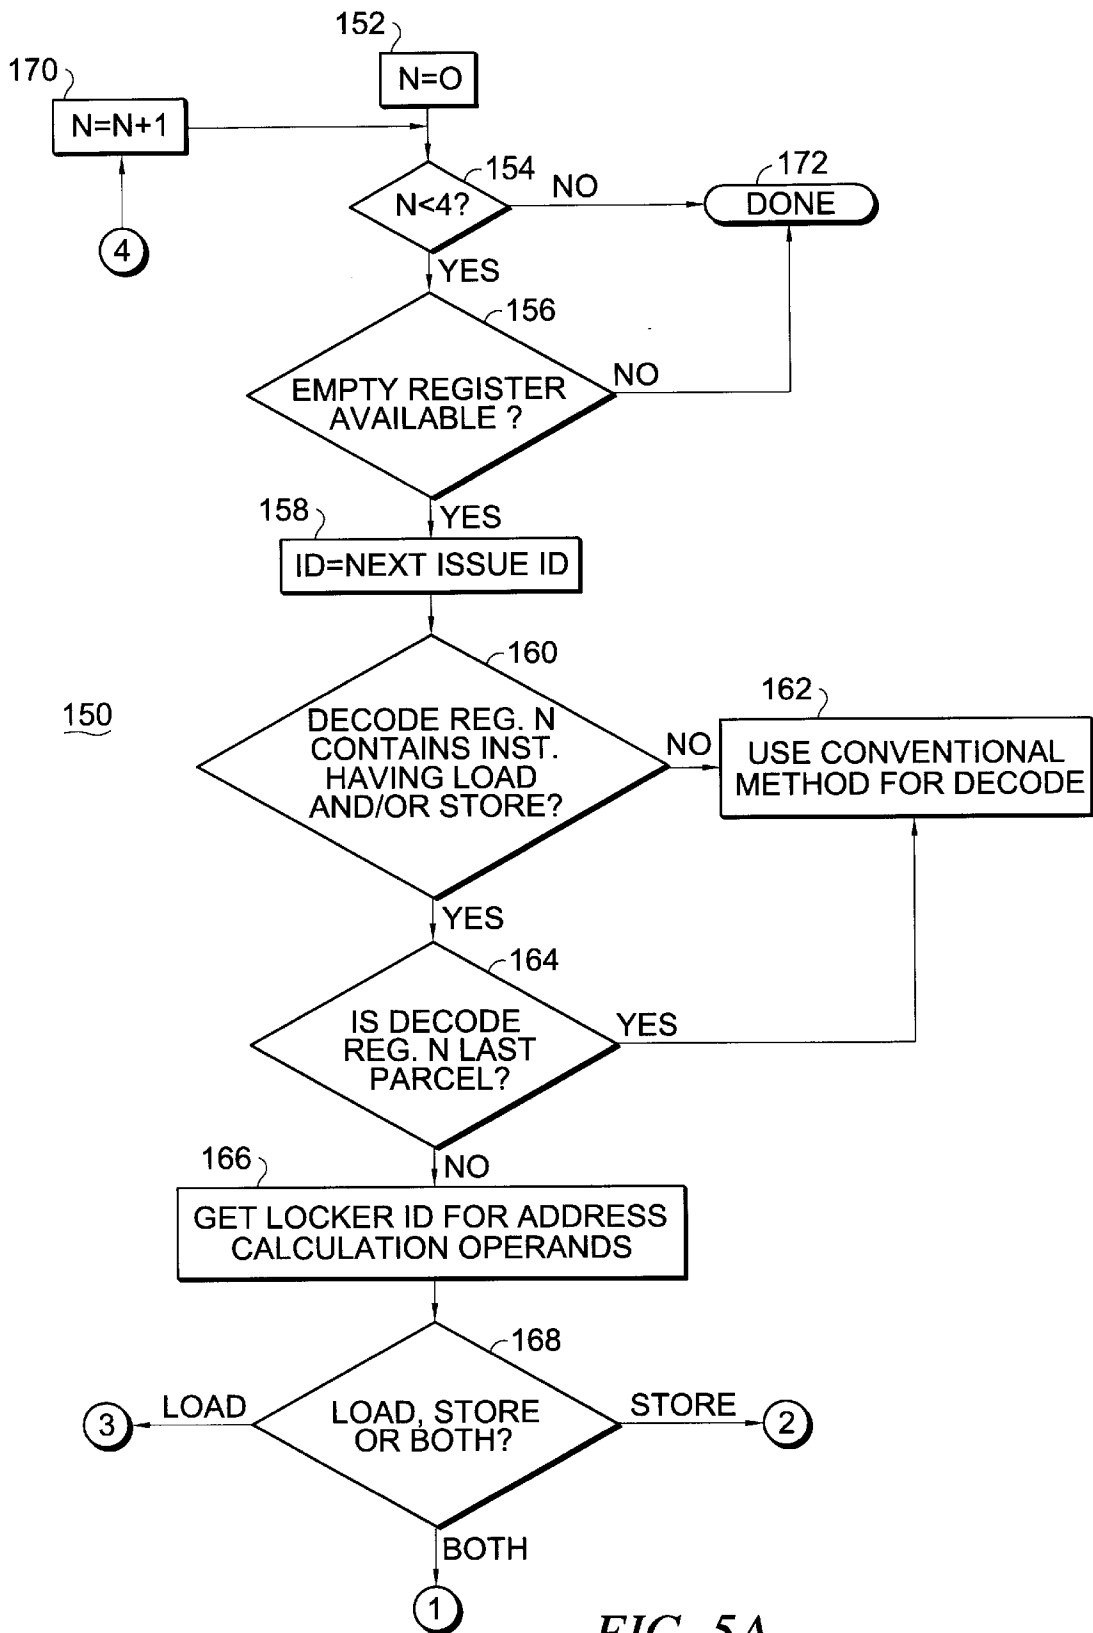 152
N=O
170
N=N+1
154
N<4?
NO
172
DONE
4
YES
156
EMPTY REGISTER
AVAILABLE ?
NO
YES
158
ID=NEXT ISSUE ID
160
150
DECODE REG. N
CONTAINS INST.
HAVING LOAD
AND/OR STORE?
NO
162
USE CONVENTIONAL
METHOD FOR DECODE
YES
164
IS DECODE
REG. N LAST
PARCEL?
YES
NO
166
GET LOCKER ID FOR ADDRESS
CALCULATION OPERANDS
168
3
LOAD
LOAD, STORE
OR BOTH?
STORE
2
BOTH
1
FIG. 5A